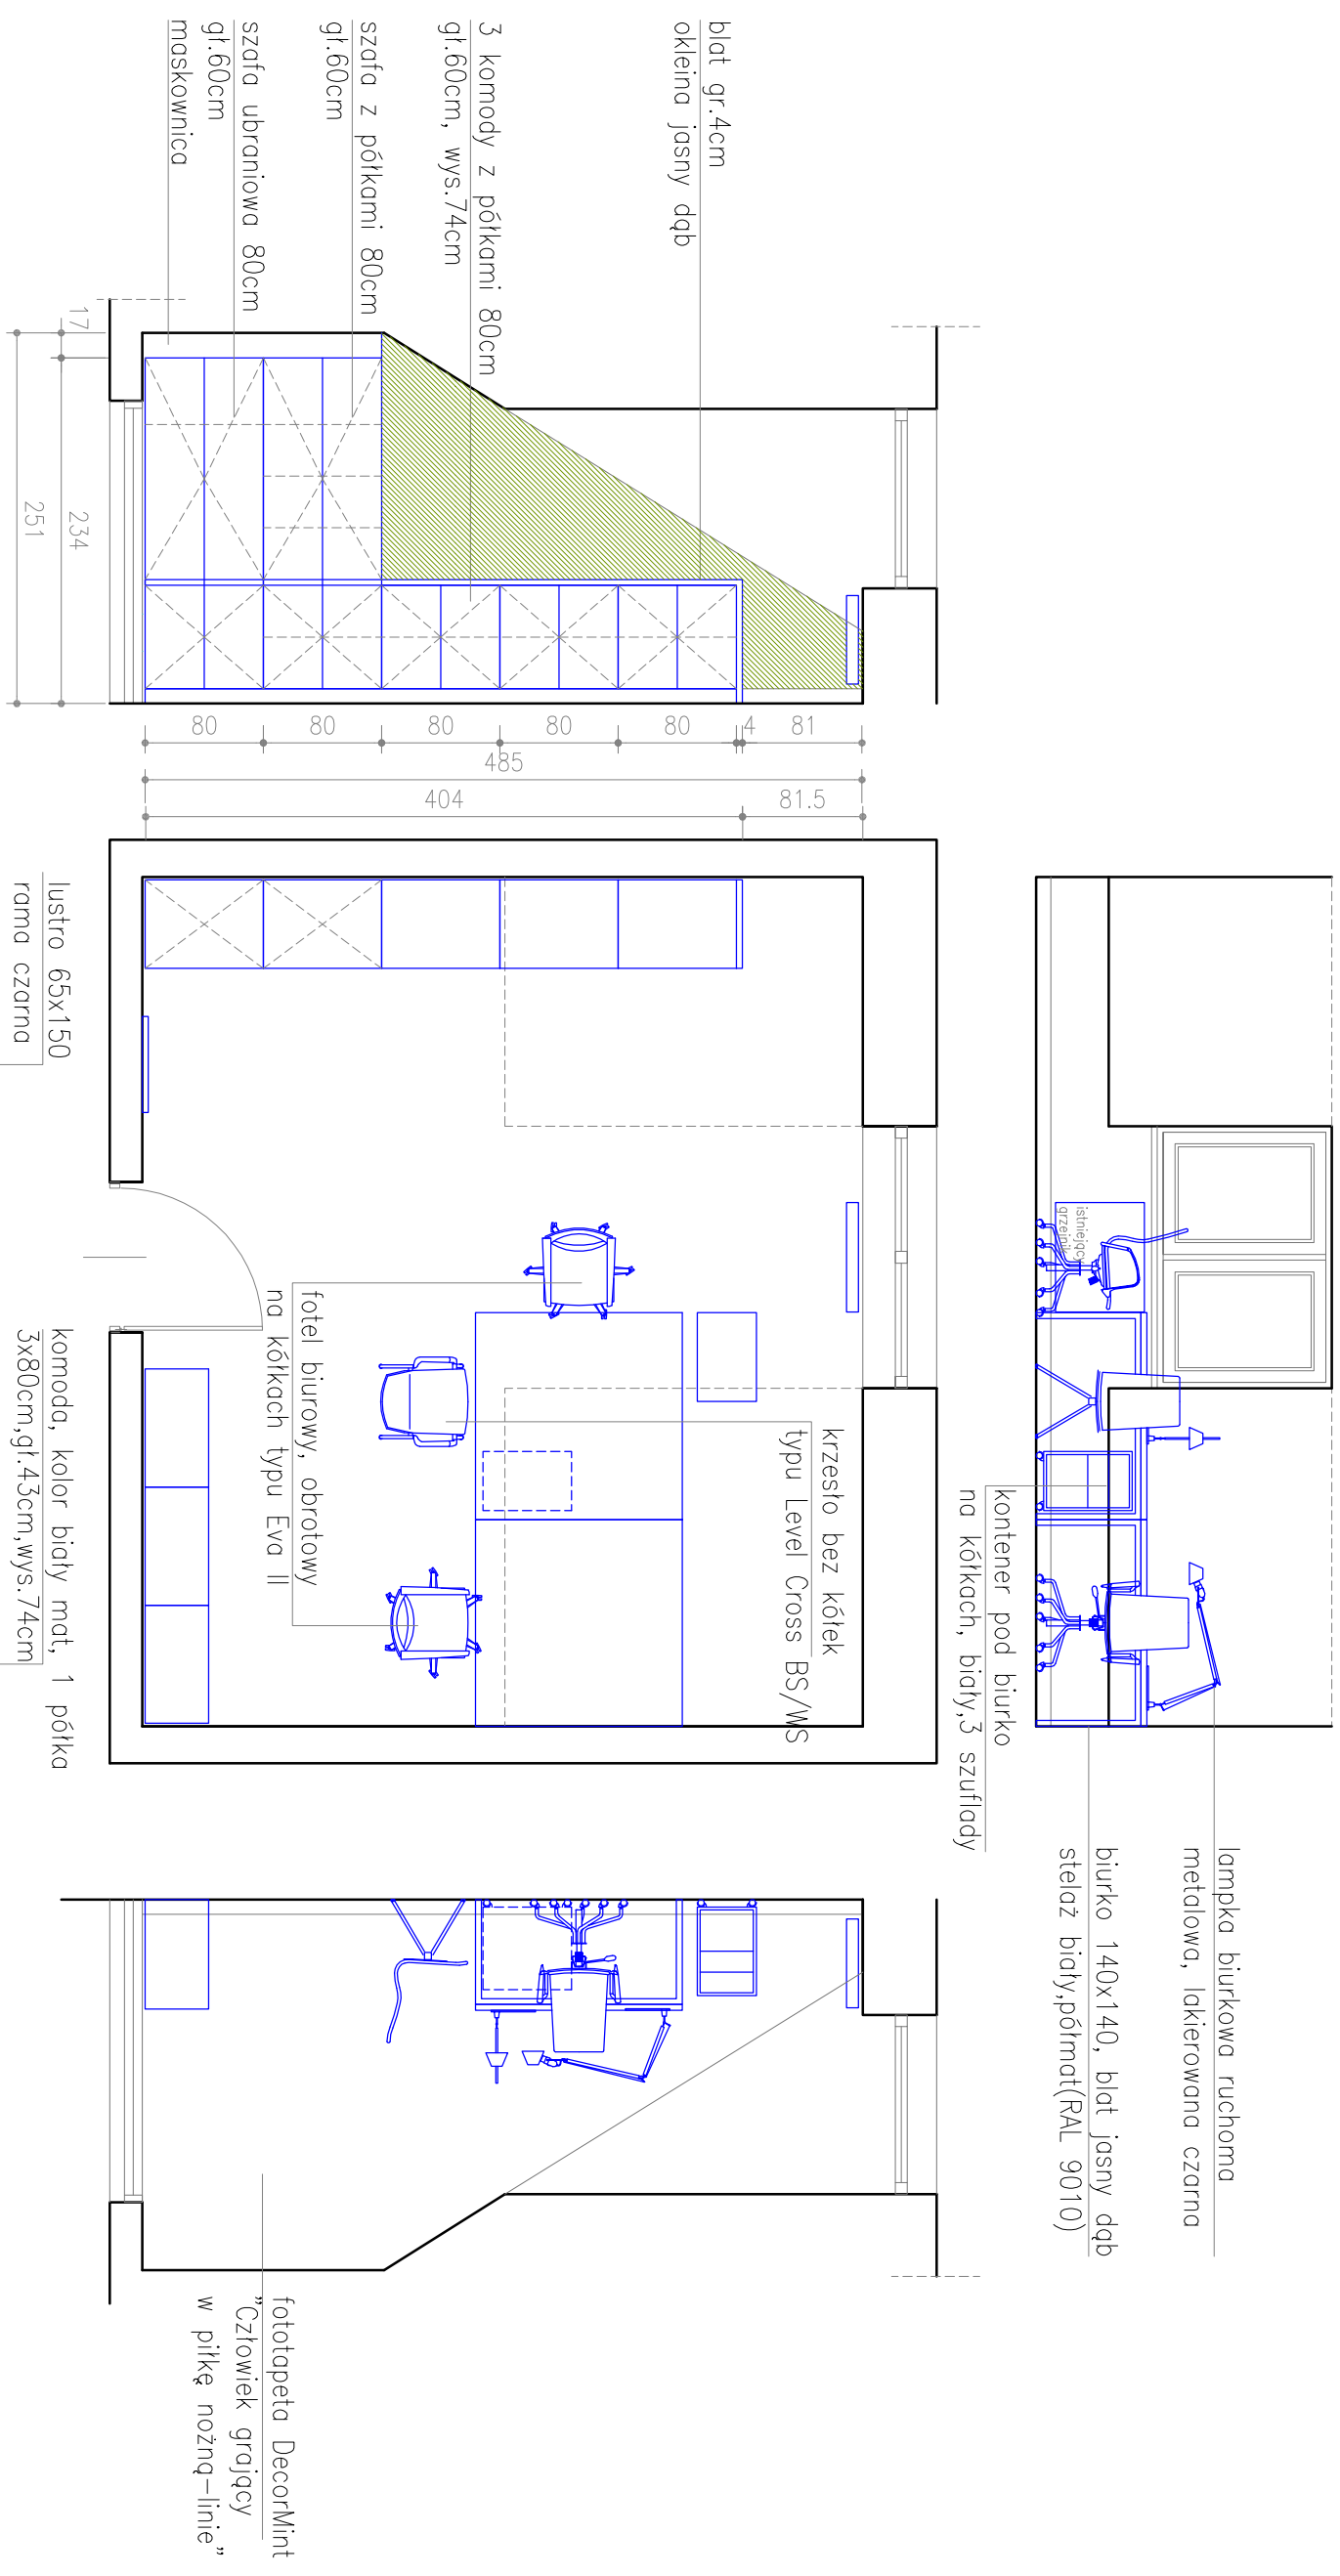 blat gr.4cm
okleina jasny dąb
3 komody z półkami 80cm
gł.60cm, wys.74cm
szafa z półkami 80cm
gł.60cm
szafa ubraniowa 80cm
gł.60cm
maskownica
17
234
251
80
80
80
80
80
4
81
485
404
81.5
lustro 65x150
rama czarna
istniejący
grzejnik
krzesło bez kółek
typu Level Cross BS/WS
fotel biurowy, obrotowy
na kółkach typu Eva II
kontener pod biurko
na kółkach, biały,3 szuflady
komoda, kolor biały mat, 1 półka
3x80cm,gł.43cm,wys.74cm
lampka biurkowa ruchoma
metalowa, lakierowana czarna
biurko 140x140, blat jasny dąb
stelaż biały,półmat(RAL 9010)
fototapeta DecorMint
"Człowiek grający
w piłkę nożną-linie"